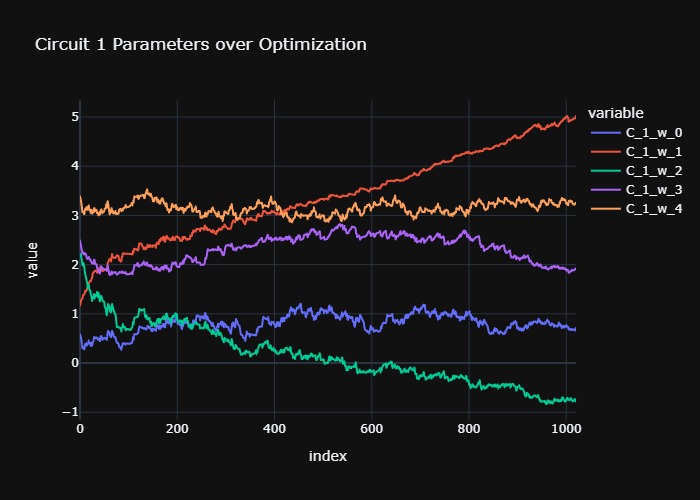 Circuit 1 Parameters over Optimization
variable
C_1_w_0
C_1_w_1
C_1_w_2
C_1_w_3
C_1_w_4
value
5
4
3
2
1
0
−1
0 200 400 600 800 1000
index